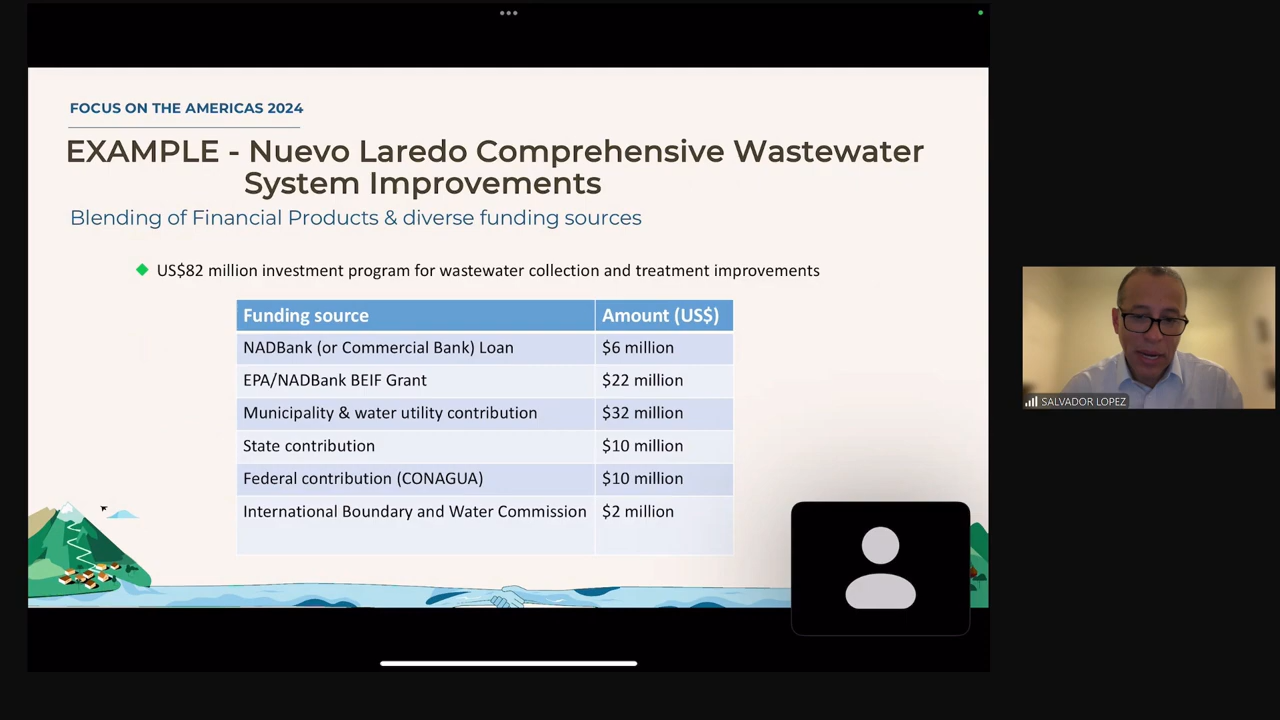 FOCUS ON THE AMERICAS 2024
EXAMPLE - Nuevo Laredo Comprehensive Wastewater
System Improvements
Blending of Financial Products & diverse funding sources
US$82 million investment program for wastewater collection and treatment improvements
Funding source Amount (US$)
NADBank (or Commercial Bank) Loan $6 million
EPA/NADBank BEIF Grant $22 million
Municipality & water utility contribution $32 million
State contribution $10 million
Federal contribution (CONAGUA) $10 million
International Boundary and Water Commission $2 million
SALVADOR LOPEZ